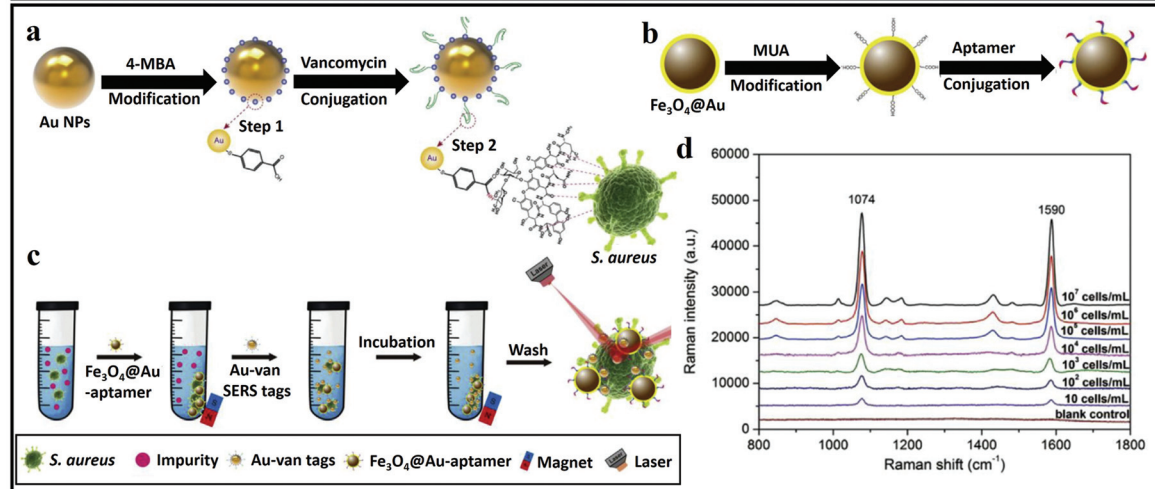 a
4-MBA
Modification
Vancomycin
Conjugation
Au NPs
Step 1
Au
Step 2
Au
S. aureus
b
MUA
Modification
Aptamer
Conjugation
Fe₃O₄@Au
HOOC
COOH
c
Fe₃O₄@Au
-aptamer
Au-van
SERS tags
Incubation
Wash
Laser
d
Raman intensity (a.u.)
60000
50000
40000
30000
20000
10000
0
1074
1590
10⁷ cells/mL
10⁶ cells/mL
10⁵ cells/mL
10⁴ cells/mL
10³ cells/mL
10² cells/mL
10 cells/mL
blank control
800 1000 1200 1400 1600 1800
Raman shift (cm⁻¹)
S. aureus
Impurity
Au-van tags
Fe₃O₄@Au-aptamer
Magnet
Laser